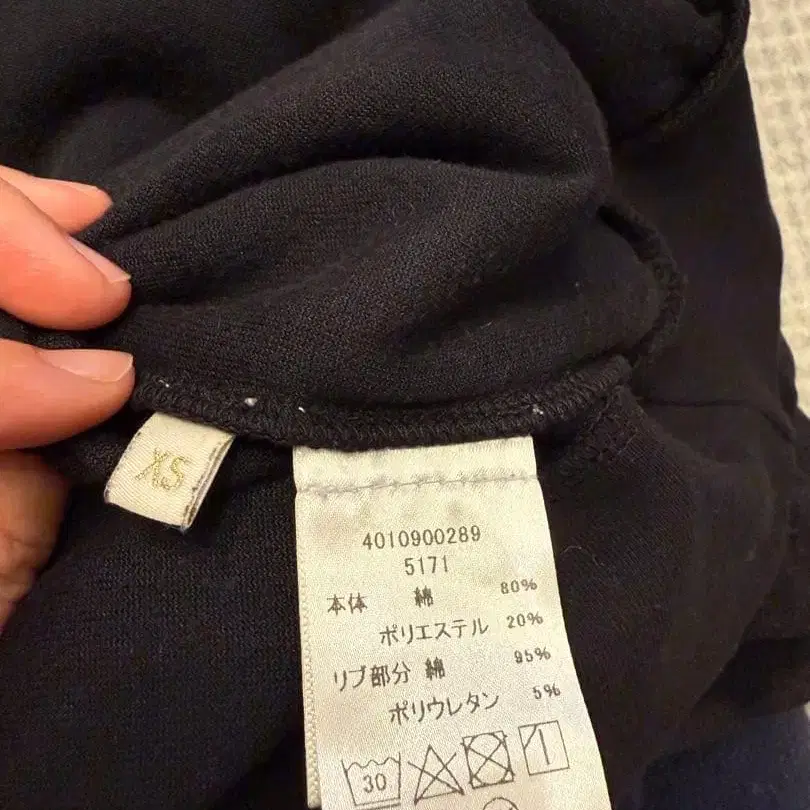 XS
4010900289
5171
本体 綿 80%
ポリエステル 20%
リブ部分 綿 95%
ポリウレタン 5%
30